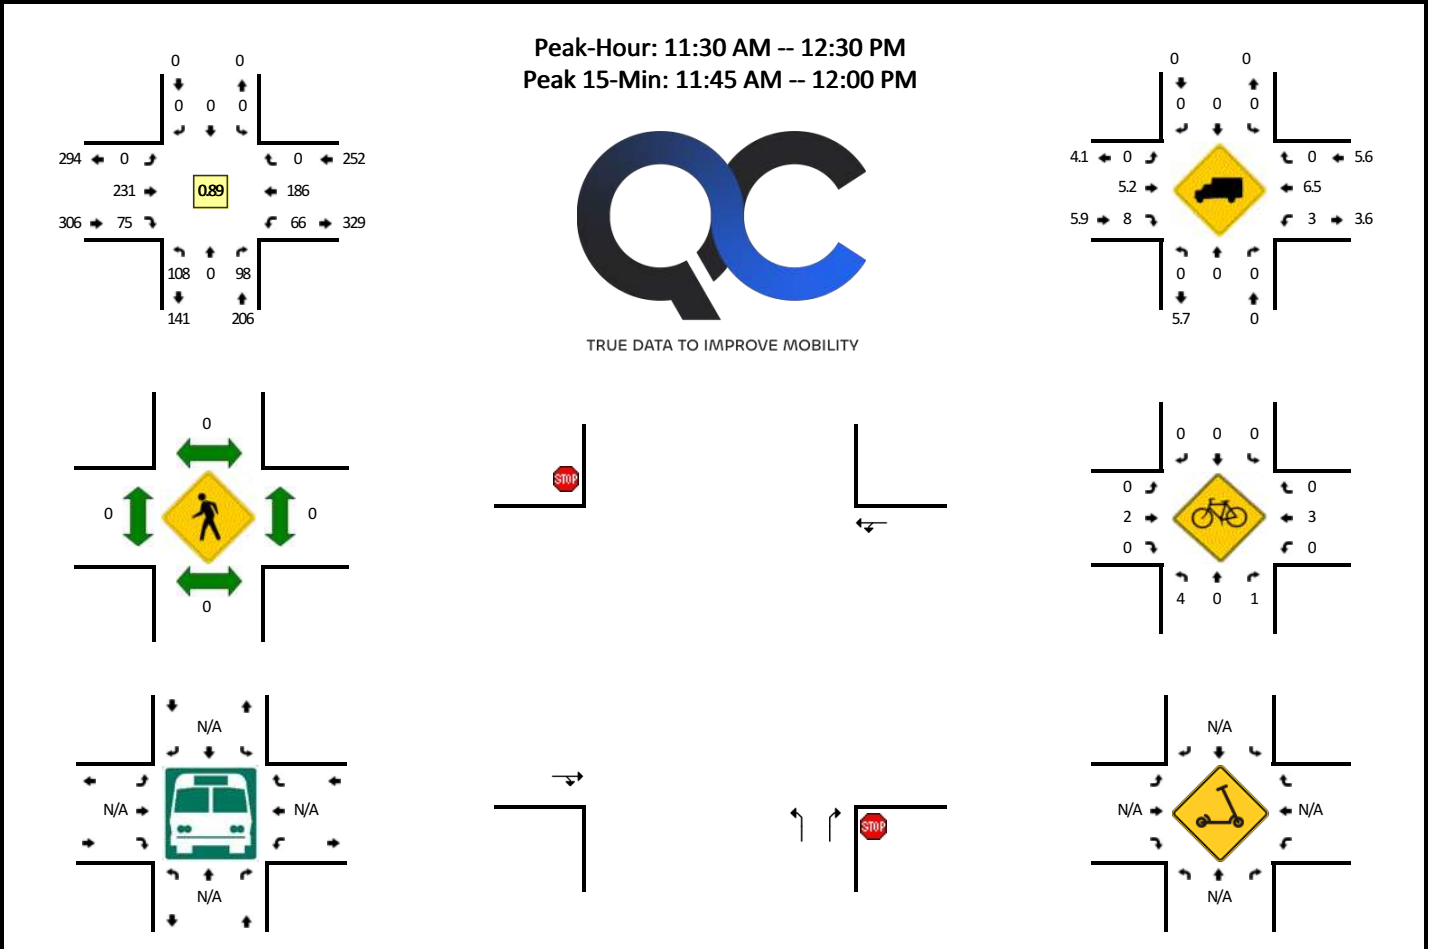 Peak-Hour: 11:30 AM -- 12:30 PM
Peak 15-Min: 11:45 AM -- 12:00 PM
0 0
0 0 0
294 0 0 252
231 0.89 186
306 75 66 329
108 0 98
141 206
QC
TRUE DATA TO IMPROVE MOBILITY
0 0
0 0 0
4.1 0 0 5.6
5.2 6.5
5.9 8 3 3.6
0 0 0
5.7 0
0
0 0
0
STOP
STOP
0 0 0
0 0
2 3
0 0
4 0 1
N/A
N/A N/A
N/A
N/A
N/A N/A
N/A